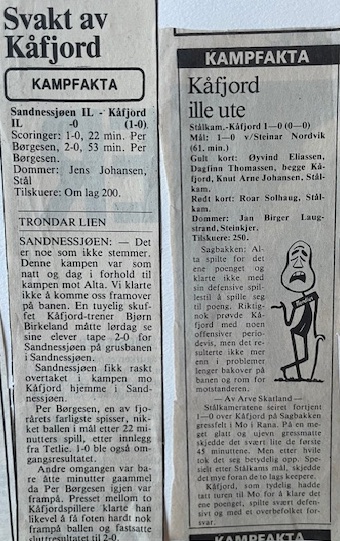 Svakt av
Kåfjord
KAMPFAKTA
Sandnessjøen IL - Kåfjord
IL -0 (1-0).
Scoringer: 1-0, 22 min. Per
Børgesen, 2-0, 53 min. Per
Børgesen.
Dommer: Jens Johansen,
Stål
Tilskuere: Om lag 200.
TRONDAR LIEN
SANDNESSJØEN: — Det
er noe som ikke stemmer.
Denne kampen var som
natt og dag i forhold til
kampen mot Alta. Vi klarte
ikke å komme oss framover
på banen. En tuyelig skuf-
fet Kåfjord-trener Bjørn
Birkeland måtte lørdag se
sine elever tape 2-0 for
Sandnessjøen på grusbanen
i Sandnessjøen.
Sandnessjøen fikk raskt
overtaket i kampen mo
Kåfjord hjemme i Sand-
nessjøen.
Per Børgesen, en av fjo-
rårets farligste spisser, nik-
ket ballen i mål etter 22 mi-
nutters spill, etter innlegg
fra Tetlie. 1-0 ble også om-
gangsresultatet.
Andre omgangen var ba-
re åtte minutter gaammel
da Per Børgesen igjen var
frampå. Presset mellom to
Kåfjordspillere klarte han
likevel å få foten hardt nok
frampå ballen og fastsatte
sluttresultatet til 2-0.
KAMPFAKTA
Kåfjord
ille ute
Stålkam.-Kåfjord 1—0 (0—0)
Mål: 1—0 v/Steinar Nordvik
(61. min.)
Gult kort: Øyvind Eliassen,
Dagfinn Thomassen, begge Kå-
fjord, Knut Arne Johansen, Stål-
kam.
Rødt kort: Roar Solhaug, Stål-
kam.
Dommer: Jan Birger Laug-
strand, Steinkjer.
Tilskuere: 250.
Sagbakken: Al-
ta spilte for det
ene poenget og
klarte ikke med
sin defensive spil-
lestil å spille seg
til poeng. Riktig-
nok prøvde Kå-
fjord med noen
offensiver perio-
devis, men det re-
sulterte ikke mer
enn i problemer
lenger bakover på
banen og rom for
motstanderen.
— Av Arve Skatland —
Stålkameratene seiret fortjent
1—0 over Kåfjord på Sagbakken
gressfelt i Mo i Rana. På en me-
get glatt og ujevn gressmatte
skjedde det svært lite de første
45 minuttene. Men etter hvile
tok det seg betydelig opp. Spe-
sielt etter Stålkams mål, skjedde
det mye foran de to lags keepere.
Kåfjord, som tydelig hadde
tatt turen til Mo for å klare det
ene poenget, spilte svært defen-
sivt og med et overbefolket for-
svar.
KAMPFAKTA